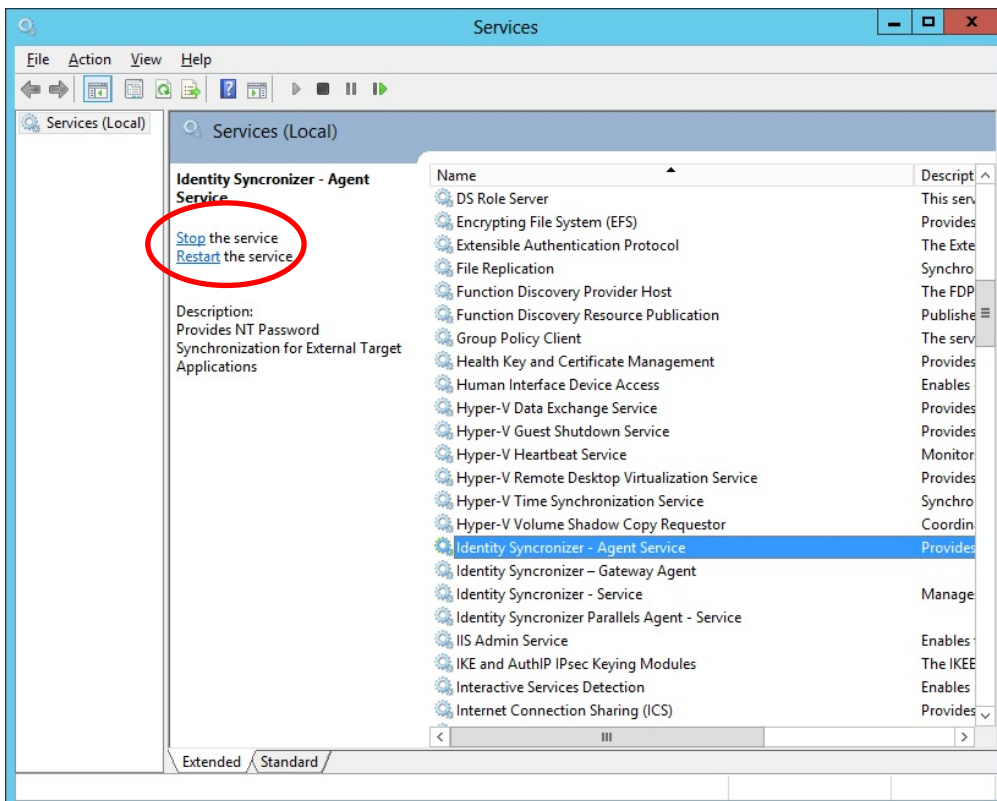 Services
File Action View Help
Services (Local)
Services (Local)
Identity Syncronizer - Agent
Service
Stop the service
Restart the service
Description:
Provides NT Password
Synchronization for External Target
Applications
Name Descript
DS Role Server This serv
Encrypting File System (EFS) Provides
Extensible Authentication Protocol The Exte
File Replication Synchro
Function Discovery Provider Host The FDP
Function Discovery Resource Publication Publishe
Group Policy Client The serv
Health Key and Certificate Management Provides
Human Interface Device Access Enables
Hyper-V Data Exchange Service Provides
Hyper-V Guest Shutdown Service Provides
Hyper-V Heartbeat Service Monitor
Hyper-V Remote Desktop Virtualization Service Provides
Hyper-V Time Synchronization Service Synchro
Hyper-V Volume Shadow Copy Requestor Coordin
Identity Syncronizer - Agent Service Provides
Identity Syncronizer – Gateway Agent
Identity Syncronizer - Service Manage
Identity Syncronizer Parallels Agent - Service
IIS Admin Service Enables
IKE and AuthIP IPsec Keying Modules The IKEE
Interactive Services Detection Enables
Internet Connection Sharing (ICS) Provides
Extended Standard